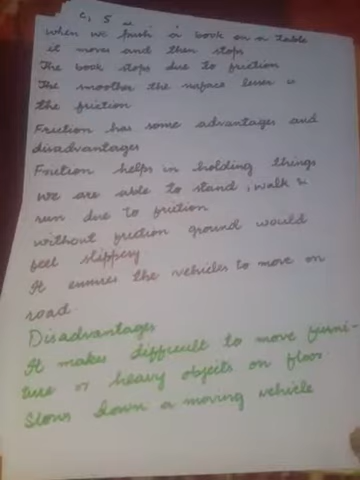 C, 5
when we push a book on a table
it moves and then stops
The book stops due to friction
The smoother the surface lesser is
the friction
Friction has some advantages and
disadvantages
Friction helps in holding things
We are able to stand, walk
run due to friction
without friction ground would
feel slippery
It ensures the vehicles to move on
road.
Disadvantages
It makes difficult to move furni-
ture or heavy objects on floor
Slows down a moving vehicle